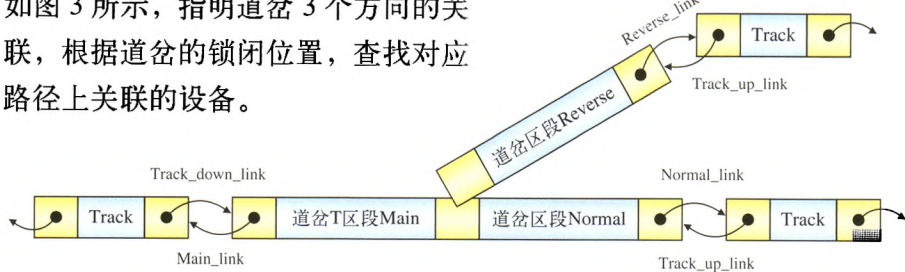 如图 3 所示，指明道岔 3 个方向的关
联，根据道岔的锁闭位置，查找对应
路径上关联的设备。
Reverse_link
Track
Track_up_link
道岔区段Reverse
Track_down_link
Normal_link
Track
道岔T区段Main
道岔区段Normal
Track
Main_link
Track_up_link